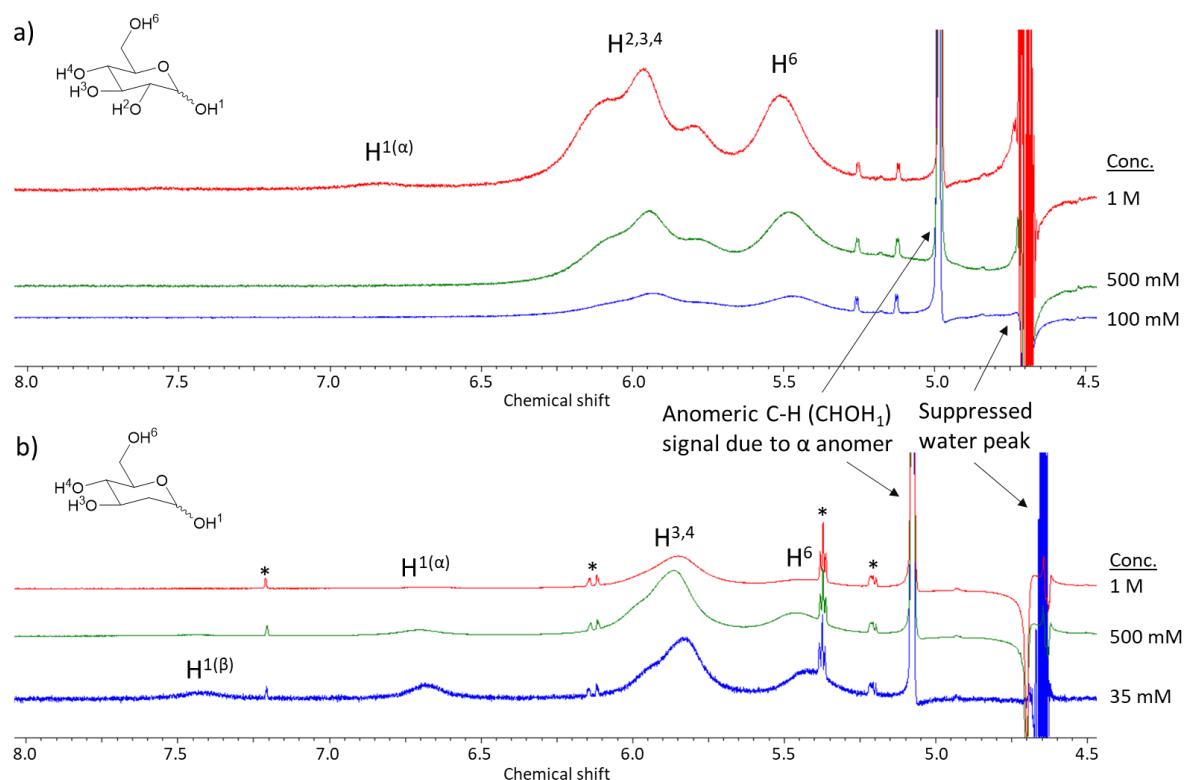 a)
OH⁶
H⁴O
H³O
H²O
OH¹
H¹⁽ᵅ⁾
H²,³,⁴
H⁶
Conc.
1 M
500 mM
100 mM
8.0 7.5 7.0 6.5 6.0 5.5 5.0 4.5
Chemical shift
Anomeric C-H (CHOH₁)
signal due to α anomer
Suppressed
water peak
b)
OH⁶
H⁴O
H³O
OH¹
H¹⁽ᵝ⁾
*
H¹⁽ᵅ⁾
*
H³,⁴
H⁶
*
*
Conc.
1 M
500 mM
35 mM
8.0 7.5 7.0 6.5 6.0 5.5 5.0 4.5
Chemical shift